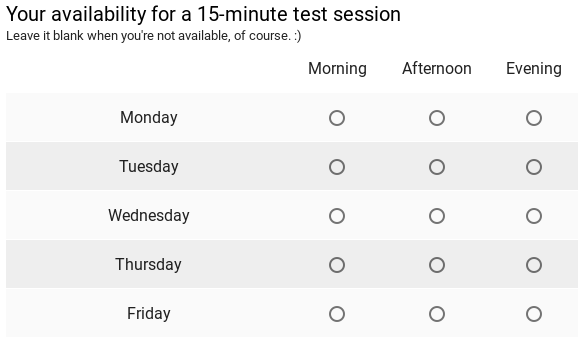 Your availability for a 15-minute test session
Leave it blank when you're not available, of course. :)
Morning Afternoon Evening
Monday
Tuesday
Wednesday
Thursday
Friday